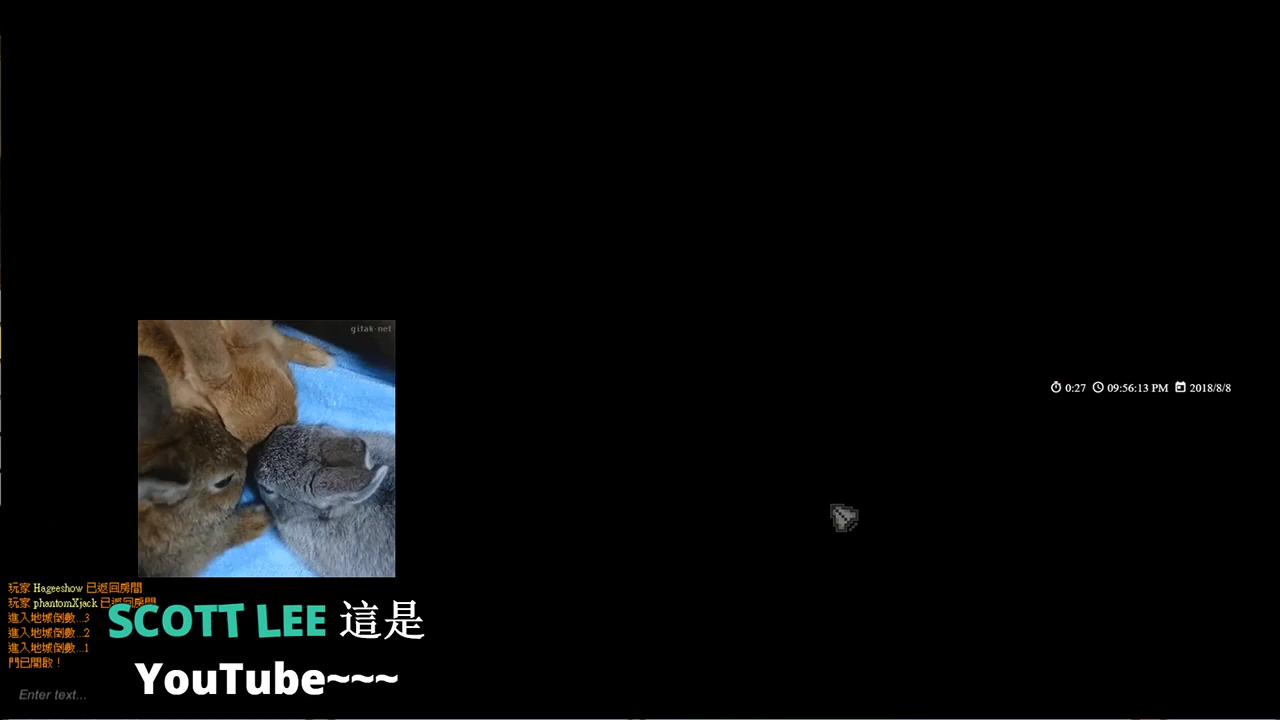 gifak-net
0:27 09:56:13 PM 2018/8/8
玩家 Hageeshow 已返回房間
玩家 phantomXjack 已返回房間
進入地城倒數...3
進入地城倒數...2
進入地城倒數...1
門已開啟！
SCOTT LEE 這是
YouTube~~~
Enter text...